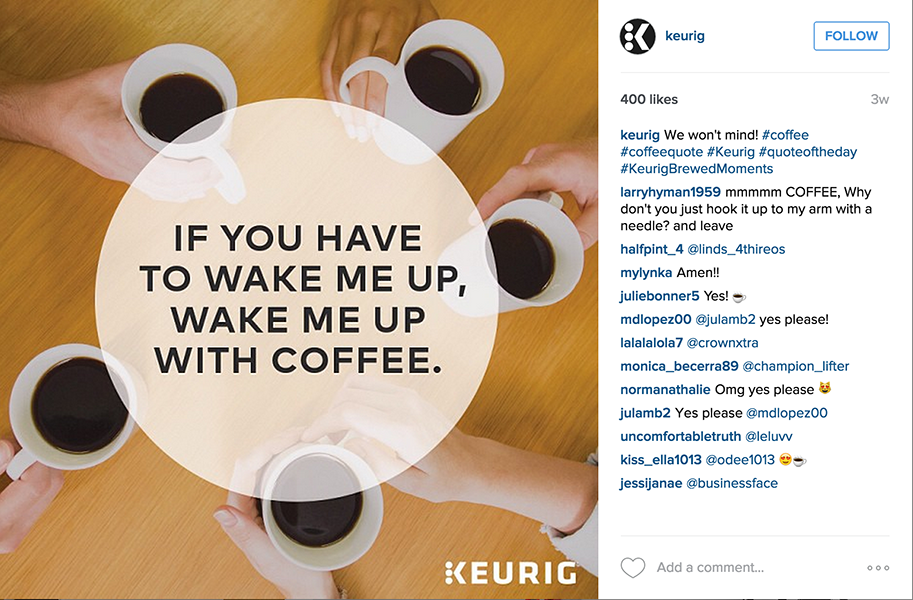 IF YOU HAVE
TO WAKE ME UP,
WAKE ME UP
WITH COFFEE.
KEURIG
keurig
FOLLOW
400 likes
3w
keurig We won't mind! #coffee
#coffeequote #Keurig #quoteoftheday
#KeurigBrewedMoments
larryhyman1959 mmmmm COFFEE, Why
don't you just hook it up to my arm with a
needle? and leave
halfpint_4 @linds_4thireos
mylynka Amen!!
juliebonner5 Yes! ☕
mdlopez00 @julamb2 yes please!
lalalalola7 @crownxtra
monica_becerra89 @champion_lifter
normanathalie Omg yes please 😻
julamb2 Yes please @mdlopez00
uncomfortabletruth @leluvv
kiss_ella1013 @odee1013 😍☕
jessijanae @businessface
Add a comment...